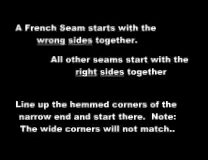 A French Seam starts with the
wrong sides together.
All other seams start with the
right sides together
Line up the hemmed corners of the
narrow end and start there. Note:
The wide corners will not match..